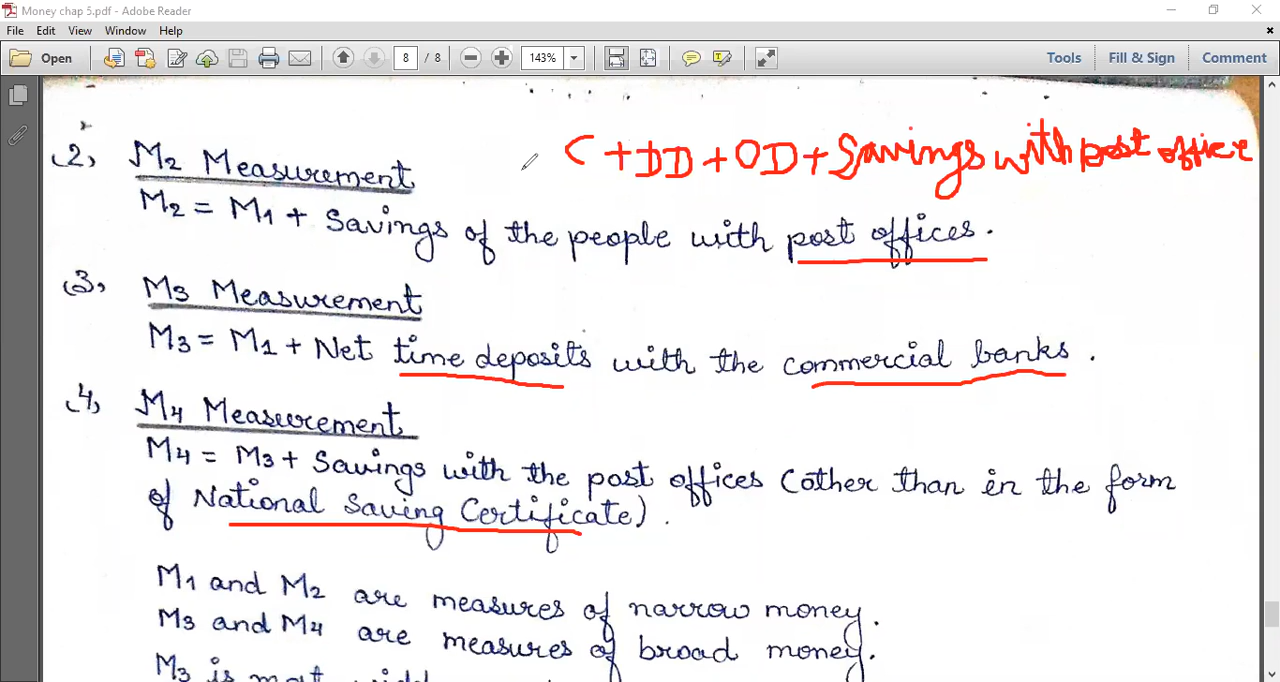 Money chap 5.pdf - Adobe Reader
File Edit View Window Help
Open 8 / 8 143% Tools Fill & Sign Comment
C + DD + OD + Savings with post office
(2) M2 Measurement
M2 = M1 + Savings of the people with post offices.
(3) M3 Measurement
M3 = M1 + Net time deposits with the commercial banks.
(4) M4 Measurement
M4 = M3 + Savings with the post offices (other than in the form
of National Saving Certificate).
M1 and M2 are measures of narrow money.
M3 and M4 are measures of broad money.
M3 is most